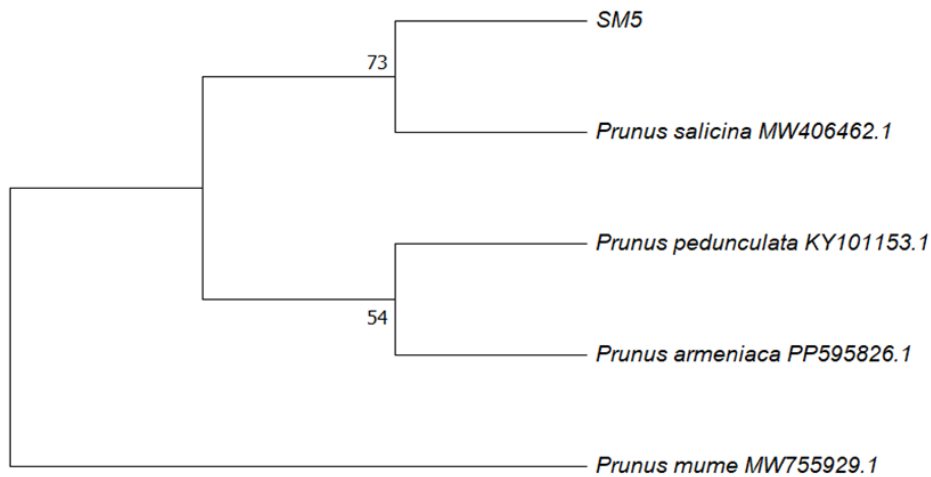 SM5
73
Prunus salicina MW406462.1
Prunus pedunculata KY101153.1
54
Prunus armeniaca PP595826.1
Prunus mume MW755929.1